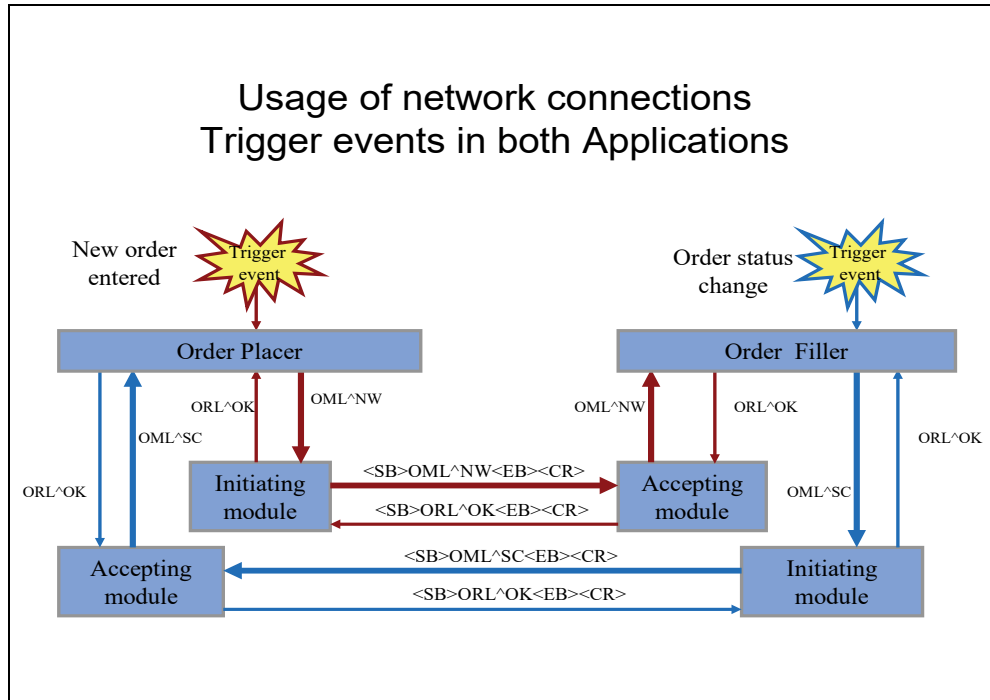 Usage of network connections
Trigger events in both Applications
New order
entered
Trigger
event
Order status
change
Trigger
event
Order Placer
Order  Filler
ORL^OK
OML^NW
OML^NW
ORL^OK
OML^SC
ORL^OK
ORL^OK
OML^SC
Initiating
module
<SB>OML^NW<EB><CR>
<SB>ORL^OK<EB><CR>
Accepting
module
Accepting
module
<SB>OML^SC<EB><CR>
<SB>ORL^OK<EB><CR>
Initiating
module